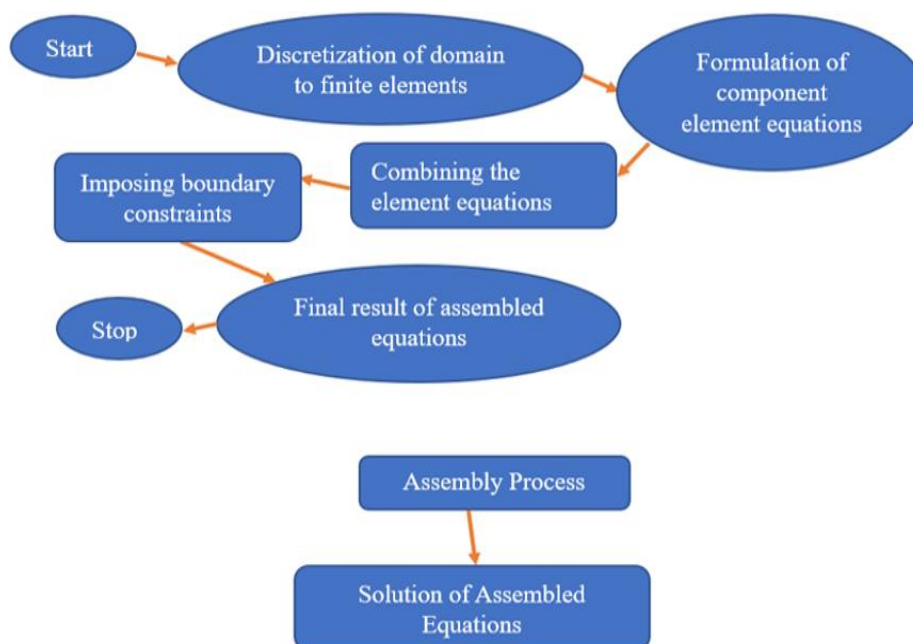 Start
Discretization of domain
to finite elements
Formulation of
component
element equations
Combining the
element equations
Imposing boundary
constraints
Final result of assembled
equations
Stop
Assembly Process
Solution of Assembled
Equations